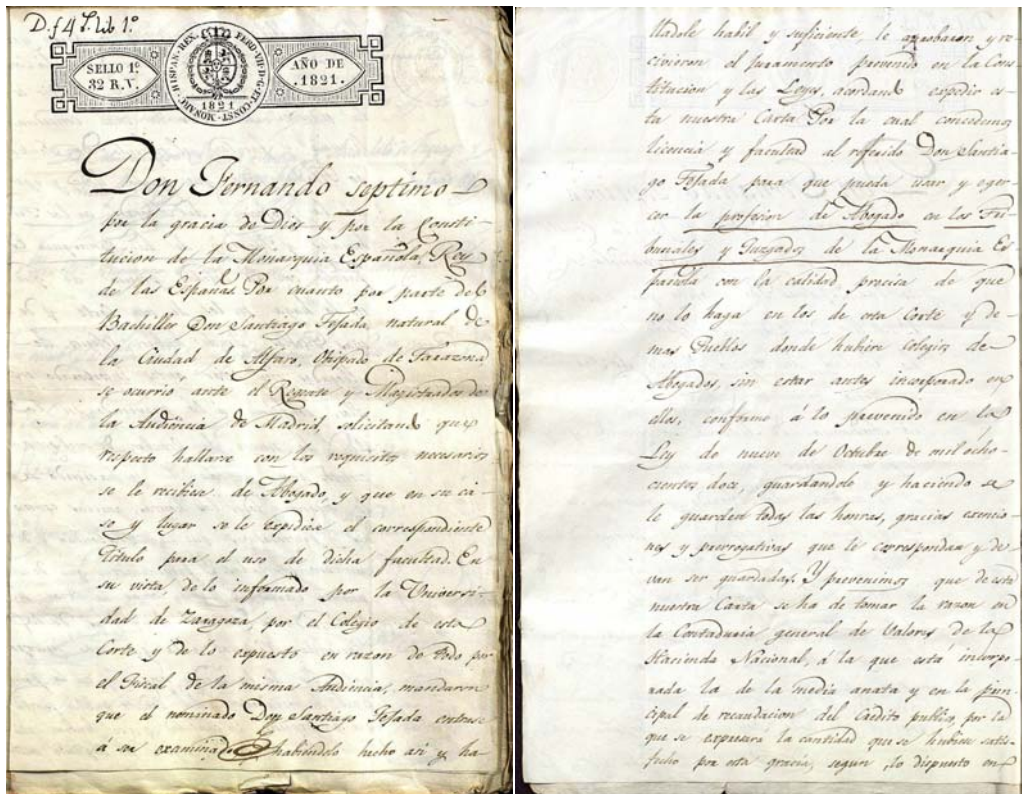 D. f 4 S. lib 1º
SELLO 1º
32 R.V.
HISPAN. REX. FERD. VII. D. G. ET. CONST. MONARC.
1821
AÑO DE
.1821.
Don Fernando septimo
por la gracia de Dios y por la Consti-
tucion de la Monarquia Española, Rey
de las Españas. Por cuanto por parte del
Bachiller Don Santiago Tejada, natural de
la Ciudad de Alfaro, Obispado de Tarazona
se ocurrio ante el Regente y Magistrados de
la Audiencia de Madrid, solicitando que
respecto hallarse con los requisitos necesarios
se le recibiese de Abogado, y que en su ca-
so y lugar se le expidiese el correspondiente
titulo para el uso de dicha facultad. En
su vista, de lo informado por la Universi-
dad de Zaragoza, por el Colegio de esta
Corte y de lo expuesto en razon de todo por
el Fiscal de la misma Audiencia, mandaron
que el nominado Don Santiago Tejada entrase
á ser examinado habiendolo hecho asi y ha
lladole habil y suficiente, le aprobaron y re-
civieron el juramento prevenido en la Cons-
titucion y las Leyes, acordando expedir es-
ta nuestra Carta Por la cual concedemos
licencia y facultad al referido Don Santia-
go Tejada para que pueda usar y eger-
cer la profesion de Abogado en los Tri-
bunales y Juzgados de la Monarquia Es
pañola con la calidad precisa de que
no lo haga en los de esta Corte y de-
mas Pueblos donde hubiere colegios de
Abogados, sin estar antes incorporado en
ellos, conforme á lo prevenido en la
Ley de nueve de Octubre de mil ocho-
cientos doce, guardandole y haciendo se
le guarden todas las honras, gracias exencio-
nes y prerrogativas que le correspondan y de-
van ser guardadas. Y prevenimos que de esta
nuestra Carta se ha de tomar la razon en
la Contaduria general de Valores de la
Hacienda Nacional, á la que está incorpo-
rada la de la media anata y en la prin-
cipal de recaudacion del Credito publico, por la
que se expresará la cantidad que se hubiere satis-
fecho por esta gracia, segun lo dispuesto en